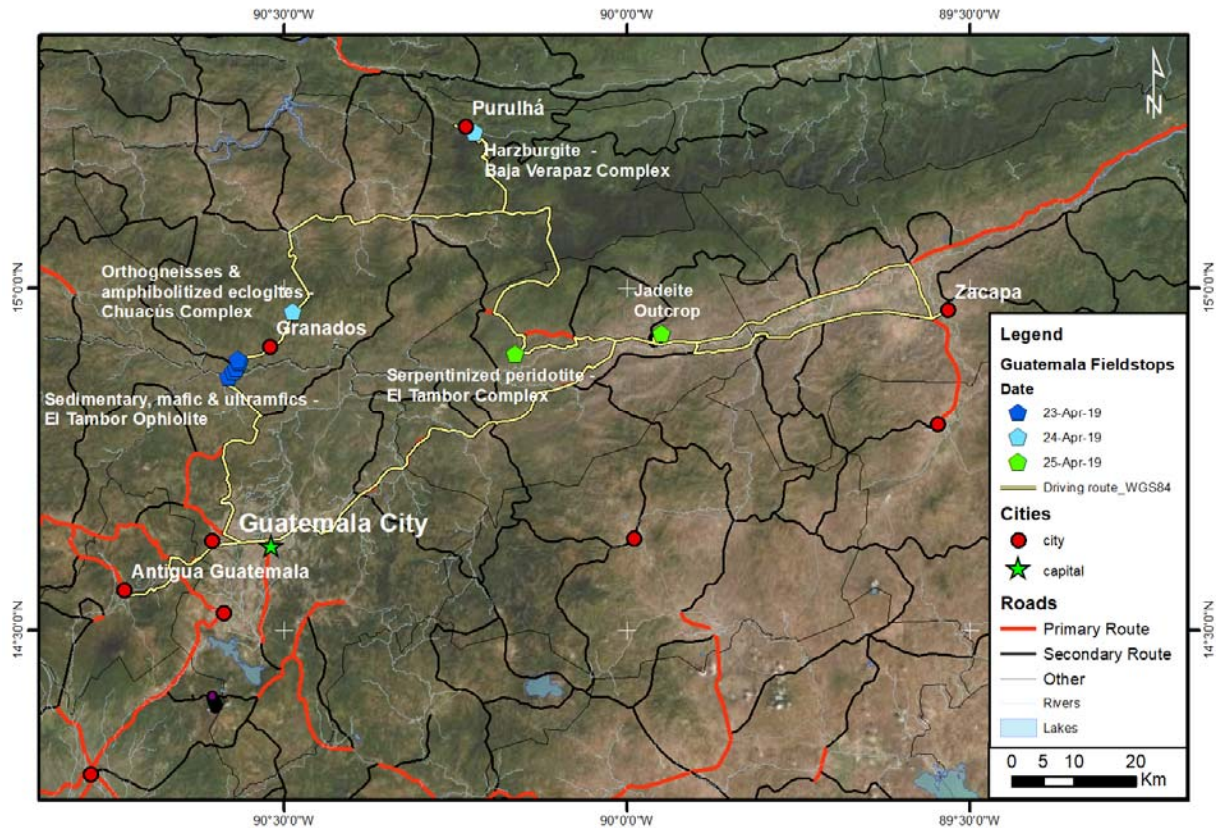 90°30'0"W
90°0'0"W
89°30'0"W
Purulhá
Harzburgite -
Baja Verapaz Complex
N
15°0'0"N
15°0'0"N
Orthogneisses &
amphibolitized eclogites
Chuacús Complex
Jadeite
Outcrop
Zacapa
Granados
Serpentinized peridotite -
El Tambor Complex
Sedimentary, mafic & ultramfics -
El Tambor Ophiolite
Guatemala City
Antigua Guatemala
14°30'0"N
14°30'0"N
Legend
Guatemala Fieldstops
Date
23-Apr-19
24-Apr-19
25-Apr-19
Driving route_WGS84
Cities
city
capital
Roads
Primary Route
Secondary Route
Other
Rivers
Lakes
0 5 10 20
Km
90°30'0"W
90°0'0"W
89°30'0"W